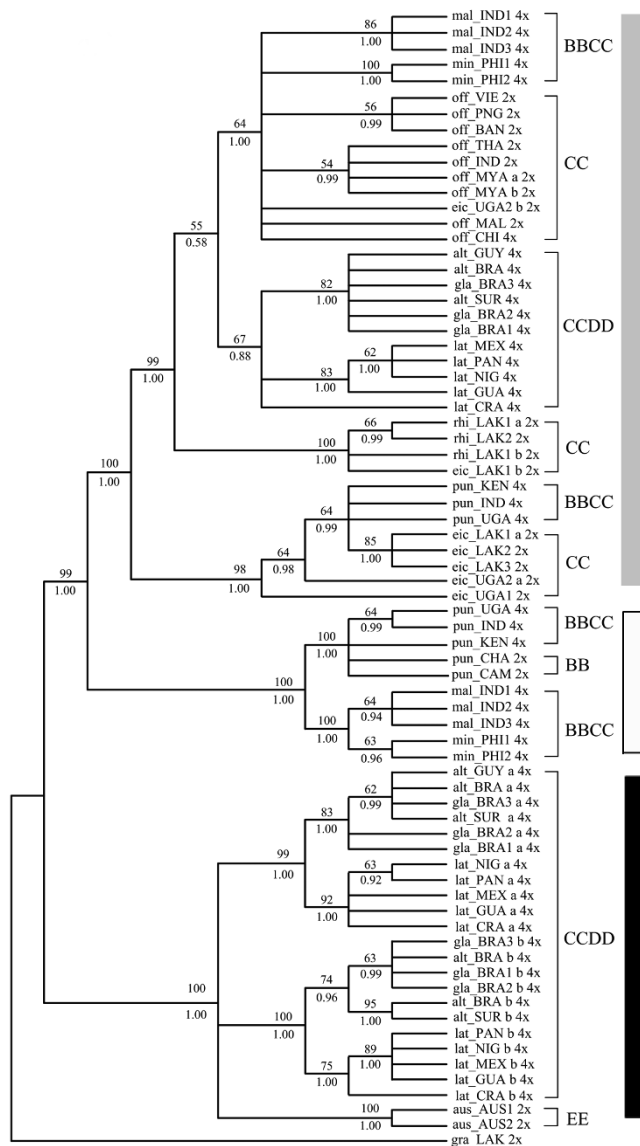 mal_IND1 4x
86
mal_IND2 4x
1.00
mal_IND3 4x
BBCC
100
min_PHI1 4x
1.00
min_PHI2 4x
56
off_VIE 2x
0.99
off_PNG 2x
off_BAN 2x
64
1.00
off_THA 2x
54
off_IND 2x
0.99
off_MYA a 2x
off_MYA b 2x
CC
eic_UGA2 b 2x
off_MAL 2x
off_CHI 4x
55
0.58
alt_GUY 4x
alt_BRA 4x
82
gla_BRA3 4x
1.00
alt_SUR 4x
gla_BRA2 4x
gla_BRA1 4x
CCDD
67
0.88
lat_MEX 4x
62
lat_PAN 4x
1.00
83
lat_NIG 4x
1.00
lat_GUA 4x
lat_CRA 4x
99
1.00
rhi_LAK1 a 2x
66
0.99
rhi_LAK2 2x
100
rhi_LAK1 b 2x
1.00
eic_LAK1 b 2x
CC
100
1.00
pun_KEN 4x
pun_IND 4x
BBCC
64
pun_UGA 4x
0.99
eic_LAK1 a 2x
85
eic_LAK2 2x
1.00
64
0.98
eic_LAK3 2x
CC
98
eic_UGA2 a 2x
1.00
eic_UGA1 2x
99
1.00
64
pun_UGA 4x
0.99
pun_IND 4x
BBCC
100
pun_KEN 4x
1.00
pun_CHA 2x
BB
pun_CAM 2x
100
1.00
mal_IND1 4x
64
mal_IND2 4x
0.94
100
mal_IND3 4x
BBCC
1.00
63
min_PHI1 4x
0.96
min_PHI2 4x
alt_GUY a 4x
62
alt_BRA a 4x
0.99
gla_BRA3 a 4x
83
alt_SUR a 4x
1.00
gla_BRA2 a 4x
gla_BRA1 a 4x
99
1.00
63
lat_NIG a 4x
0.92
lat_PAN a 4x
92
lat_MEX a 4x
1.00
lat_GUA a 4x
lat_CRA a 4x
CCDD
gla_BRA3 b 4x
63
alt_BRA b 4x
0.99
gla_BRA1 b 4x
74
gla_BRA2 b 4x
0.96
95
alt_BRA b 4x
1.00
alt_SUR b 4x
100
1.00
100
1.00
lat_PAN b 4x
89
lat_NIG b 4x
1.00
lat_MEX b 4x
75
lat_GUA b 4x
1.00
lat_CRA b 4x
100
aus_AUS1 2x
1.00
aus_AUS2 2x
EE
gra_LAK 2x